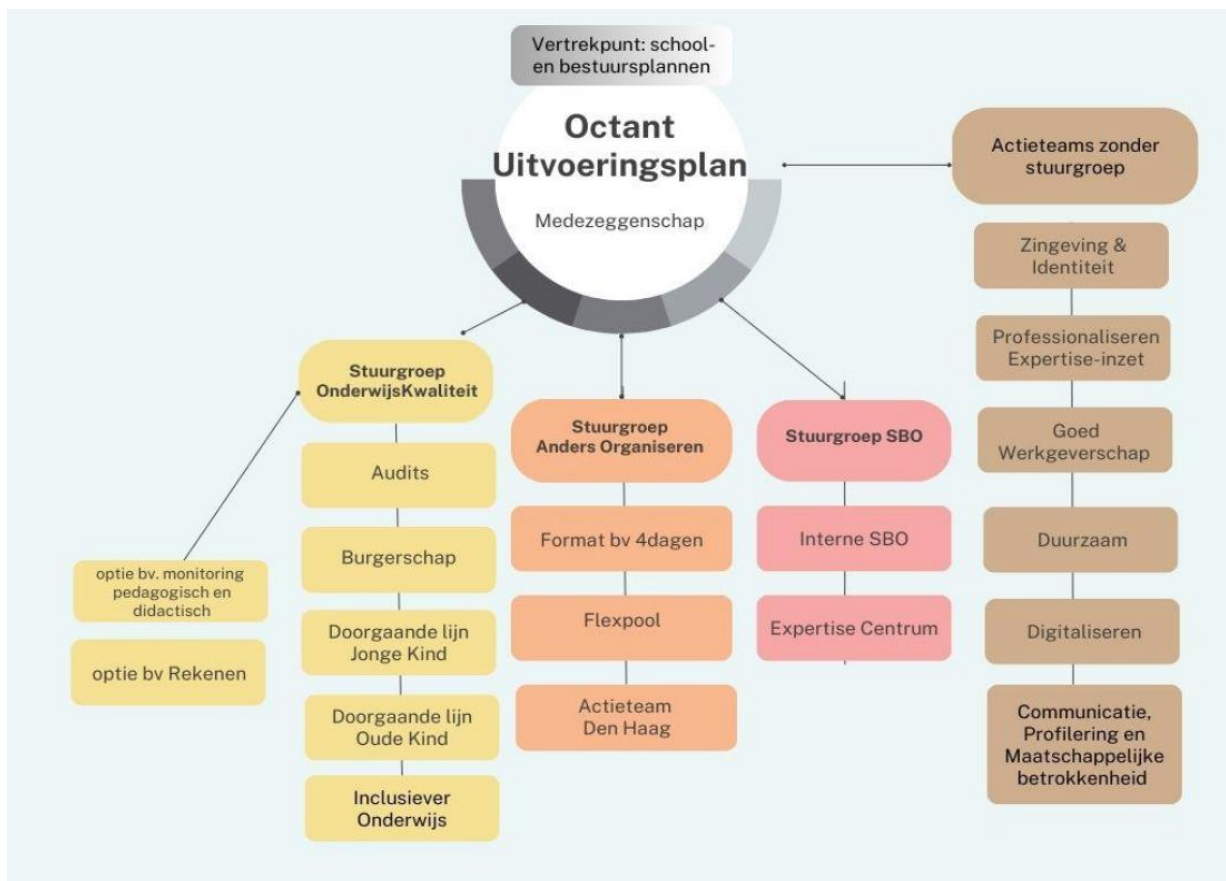 Vertrekpunt: school-
en bestuursplannen
Octant
Uitvoeringsplan
Medezeggenschap
Actieteams zonder
stuurgroep
Zingeving &
Identiteit
Professionaliseren
Expertise-inzet
Goed
Werkgeverschap
Duurzaam
Digitaliseren
Communicatie,
Profilering en
Maatschappelijke
betrokkenheid
Stuurgroep
OnderwijsKwaliteit
Audits
Burgerschap
Doorgaande lijn
Jonge Kind
Doorgaande lijn
Oude Kind
Inclusiever
Onderwijs
optie bv. monitoring
pedagogisch en
didactisch
optie bv Rekenen
Stuurgroep
Anders Organiseren
Format bv 4dagen
Flexpool
Actieteam
Den Haag
Stuurgroep SBO
Interne SBO
Expertise Centrum